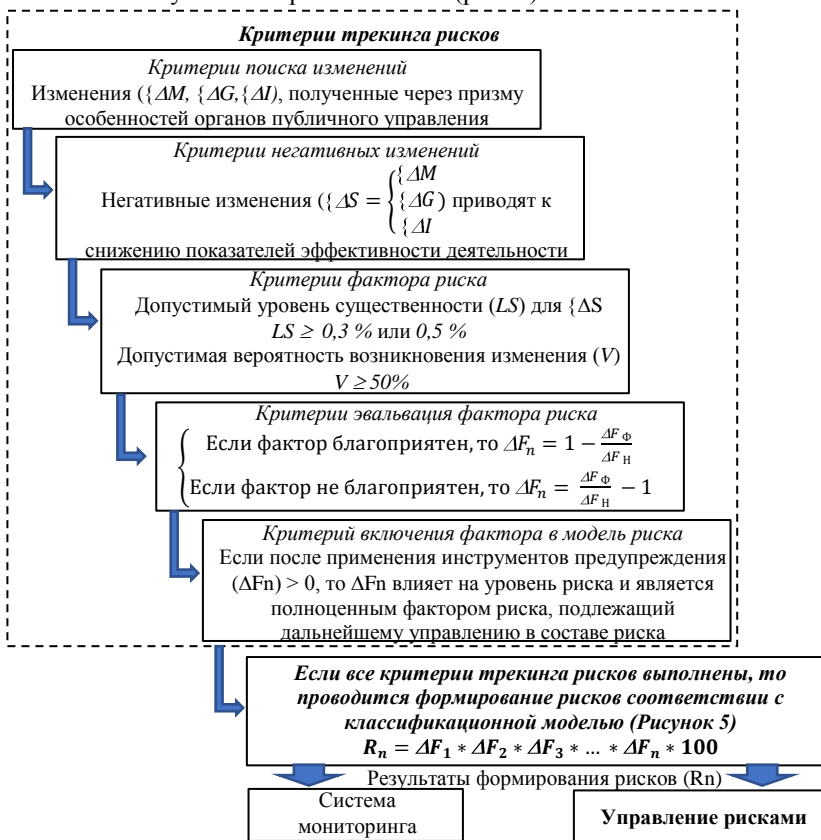 Критерии трекинга рисков
Критерии поиска изменений
Изменения ({ΔM, {ΔG,{ΔI), полученные через призму
особенностей органов публичного управления
Критерии негативных изменений
Негативные изменения ({ΔS = { {ΔM {ΔG {ΔI ) приводят к
снижению показателей эффективности деятельности
Критерии фактора риска
Допустимый уровень существенности (LS) для {ΔS
LS ≥ 0,3 % или 0,5 %
Допустимая вероятность возникновения изменения (V)
V ≥ 50%
Критерии эвальвация фактора риска
Если фактор благоприятен, то ΔFₙ = 1 − ΔF Ф / ΔF Н
Если фактор не благоприятен, то ΔFₙ = ΔF Ф / ΔF Н − 1
Критерий включения фактора в модель риска
Если после применения инструментов предупреждения
(ΔFn) > 0, то ΔFn влияет на уровень риска и является
полноценным фактором риска, подлежащий
дальнейшему управлению в составе риска
Если все критерии трекинга рисков выполнены, то
проводится формирование рисков соответствии с
классификационной моделью (Рисунок 5)
Rₙ = ΔF₁ * ΔF₂ * ΔF₃ * … * ΔFₙ * 100
Результаты формирования рисков (Rn)
Система
мониторинга
Управление рисками